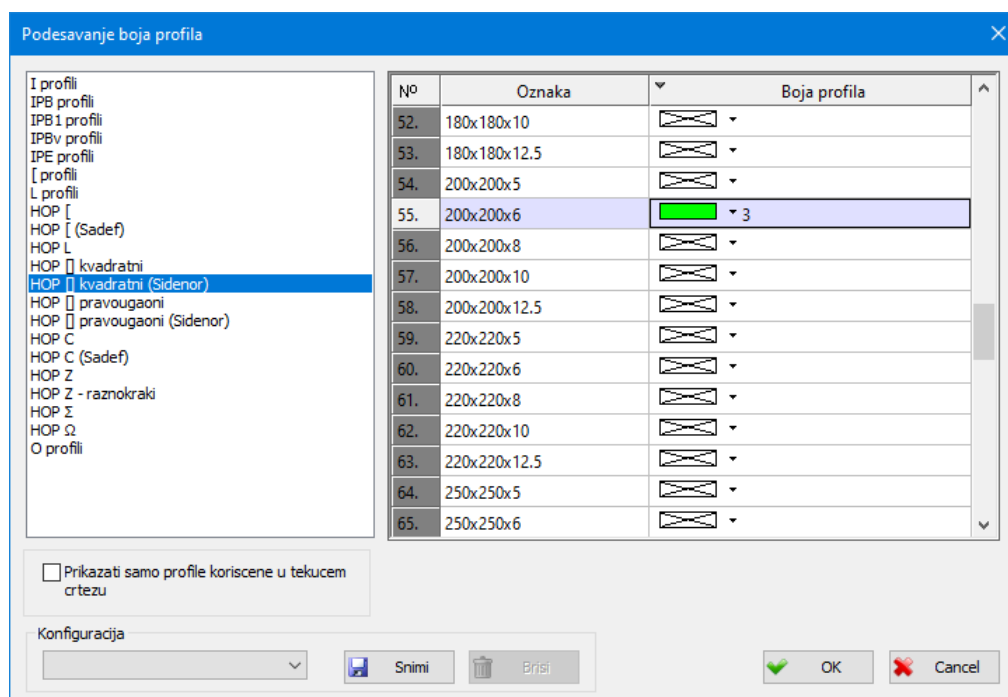 Podesavanje boja profila
I profili
IPB profili
IPB1 profili
IPBv profili
IPE profili
[ profili
L profili
HOP [
HOP [ (Sadef)
HOP L
HOP [] kvadratni
HOP [] kvadratni (Sidenor)
HOP [] pravougaoni
HOP [] pravougaoni (Sidenor)
HOP C
HOP C (Sadef)
HOP Z
HOP Z - raznokraki
HOP Σ
HOP Ω
O profili
Nº Oznaka Boja profila
52. 180x180x10
53. 180x180x12.5
54. 200x200x5
55. 200x200x6 3
56. 200x200x8
57. 200x200x10
58. 200x200x12.5
59. 220x220x5
60. 220x220x6
61. 220x220x8
62. 220x220x10
63. 220x220x12.5
64. 250x250x5
65. 250x250x6
Prikazati samo profile koriscene u tekucem
crtezu
Konfiguracija
Snimi Brisi OK Cancel